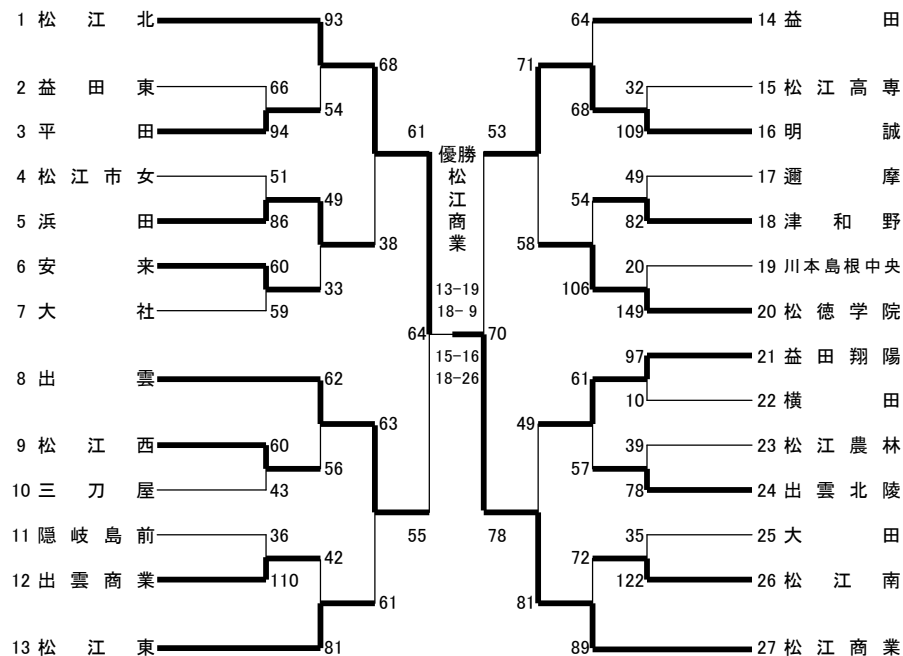 1 松江北 93 64 14 益田
68 71
2 益田東 66 32 15 松江高専
54 68
3 平田 94 109 16 明誠
61 53
優勝
松江商業
4 松江市女 51 49 17 邇摩
49 54
5 浜田 86 82 18 津和野
38 58
6 安来 60 20 19 川本島根中央
33 106
7 大社 59 149 20 松徳学院
13-19
18- 9
64 70
15-16
18-26
97 21 益田翔陽
8 出雲 62 61
10 22 横田
63 49
9 松江西 60 39 23 松江農林
56 57
10 三刀屋 43 78 24 出雲北陵
55 78
11 隠岐島前 36 35 25 大田
42 72
12 出雲商業 110 122 26 松江南
61 81
13 松江東 81 89 27 松江商業